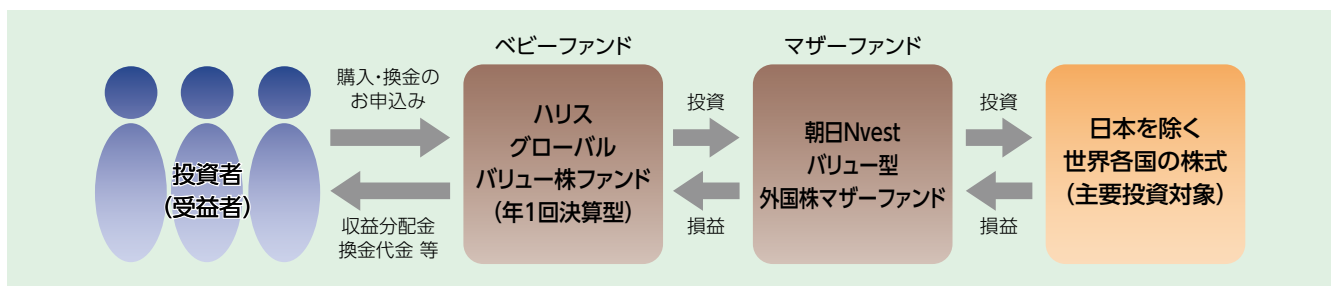 ベビーファンド
マザーファンド
投資者
(受益者)
購入・換金の
お申込み
収益分配金
換金代金 等
ハリス
グローバル
バリュー株ファンド
(年1回決算型)
投資
損益
朝日Nvest
バリュー型
外国株マザーファンド
投資
損益
日本を除く
世界各国の株式
(主要投資対象)